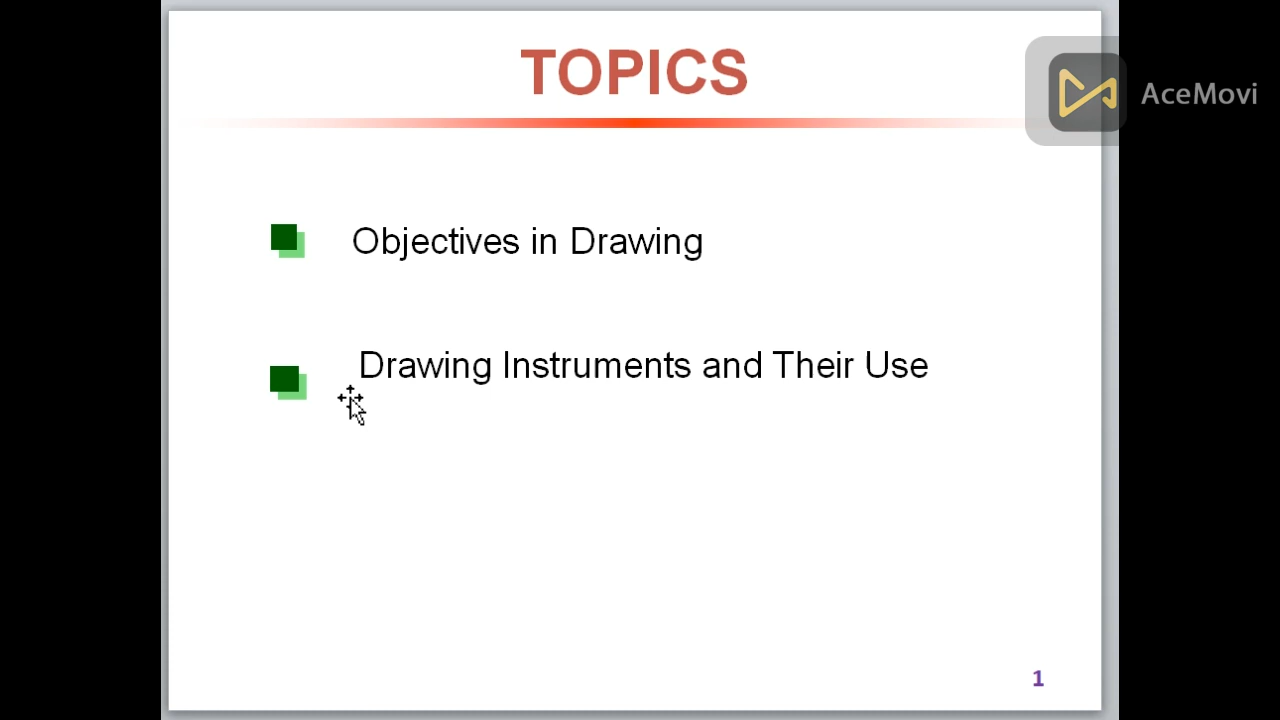 TOPICS
AceMovi
Objectives in Drawing
Drawing Instruments and Their Use
1